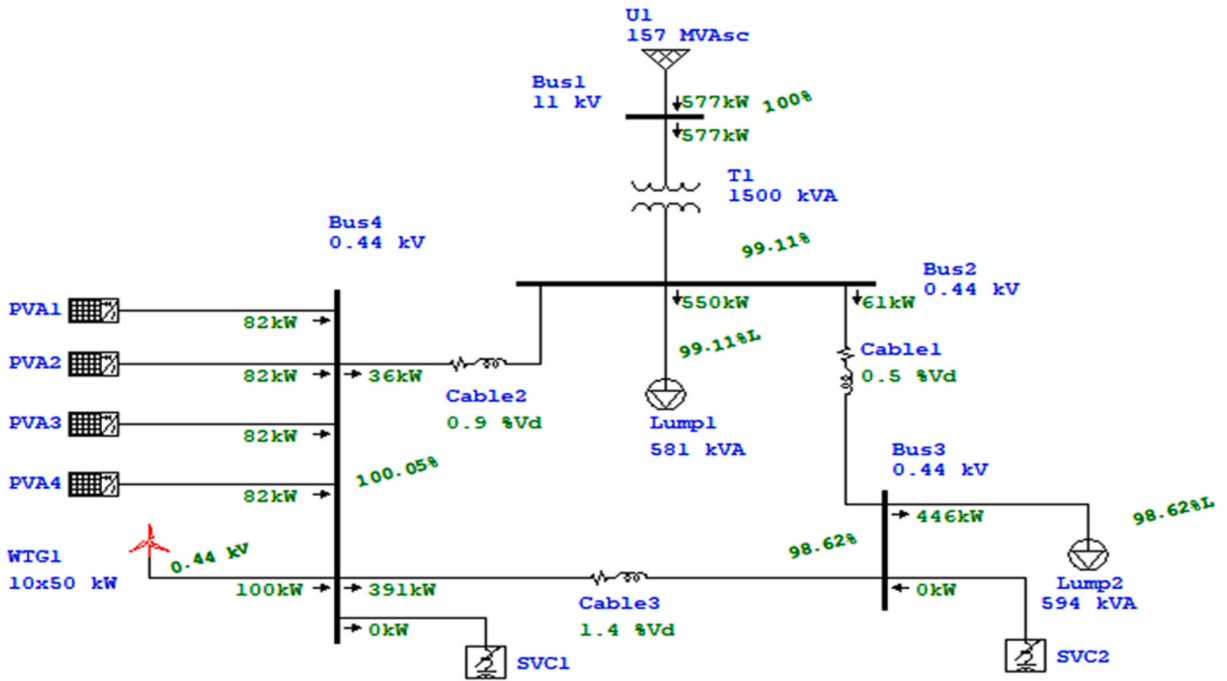 U1
157 MVAsc
Bus1
11 kV
577kW
100%
577kW
T1
1500 kVA
Bus4
0.44 kV
99.11%
Bus2
0.44 kV
PVA1
82kW
550kW
61kW
99.11%L
PVA2
82kW
36kW
Cable2
0.9 %Vd
Cable1
0.5 %Vd
Lump1
581 kVA
PVA3
82kW
100.05%
Bus3
0.44 kV
PVA4
82kW
446kW
98.62%L
WTG1
10x50 kW
0.44 kV
100kW
391kW
98.62%
Cable3
1.4 %Vd
0kW
Lump2
594 kVA
0kW
SVC1
SVC2